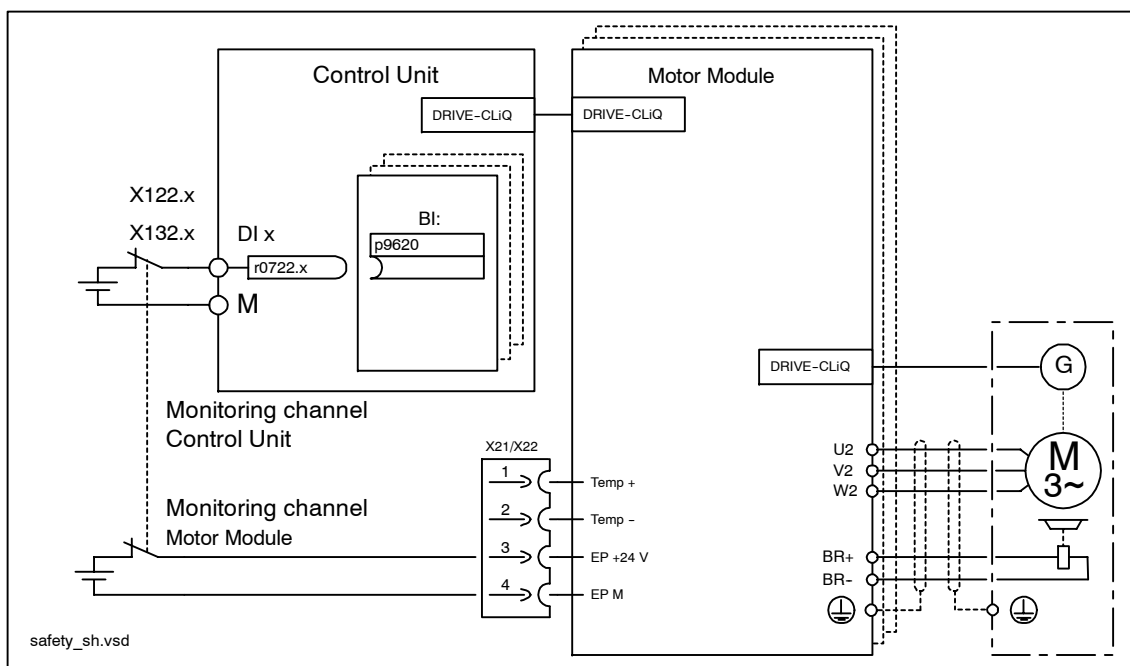 Control Unit
Motor Module
DRIVE-CLiQ
DRIVE-CLiQ
X122.x
X132.x
DI x
r0722.x
BI:
p9620
M
DRIVE-CLiQ
G
Monitoring channel
Control Unit
X21/X22
1
Temp +
2
Temp -
3
EP +24 V
4
EP M
Monitoring channel
Motor Module
U2
V2
W2
M
3~
BR+
BR-
safety_sh.vsd